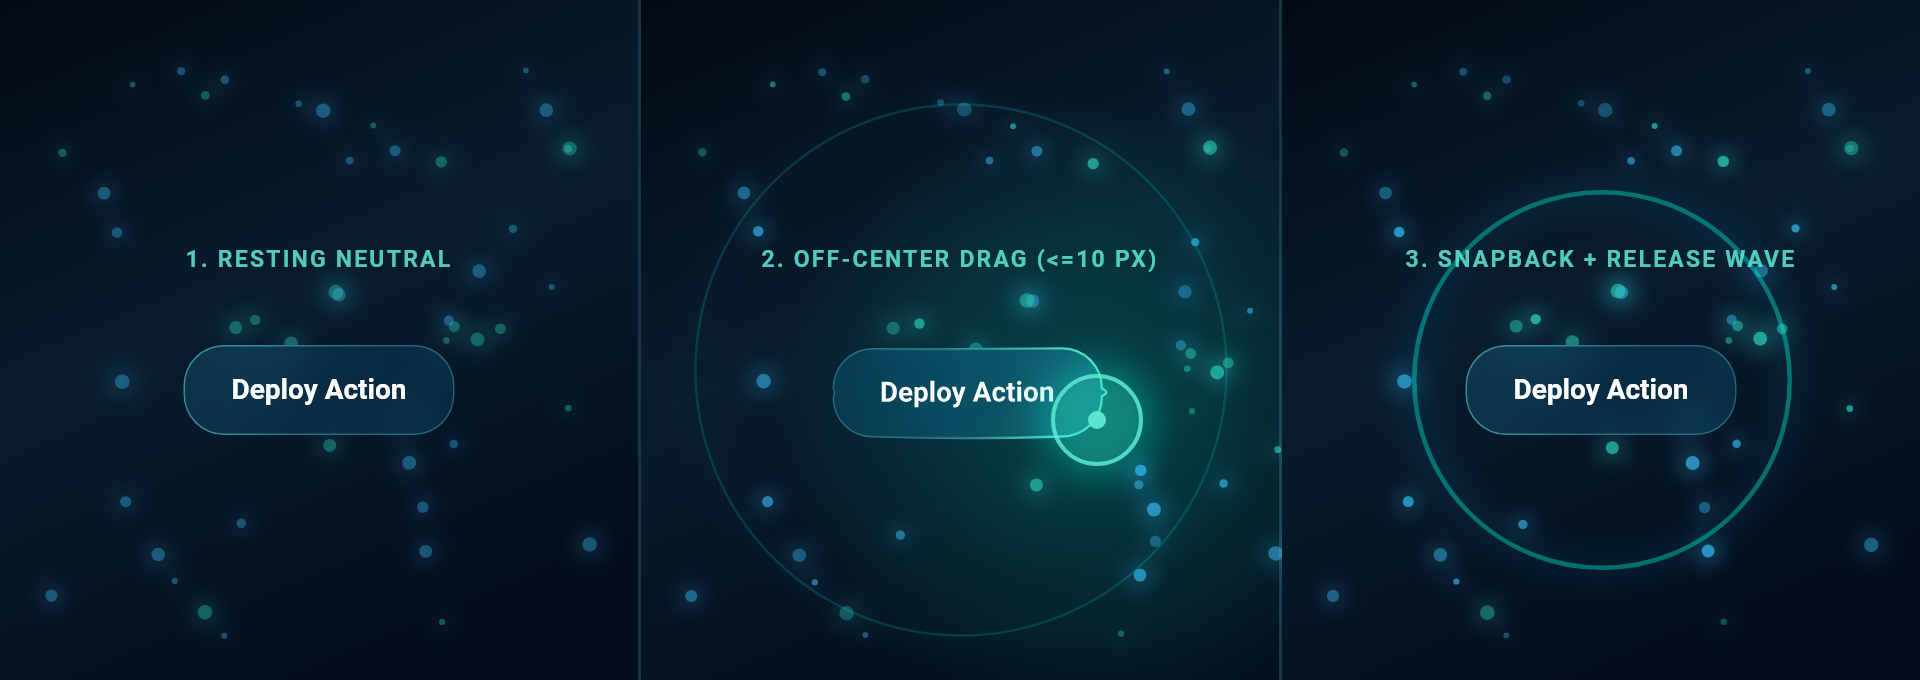 1. RESTING NEUTRAL
Deploy Action
2. OFF-CENTER DRAG (<=10 PX)
Deploy Action
3. SNAPBACK + RELEASE WAVE
Deploy Action